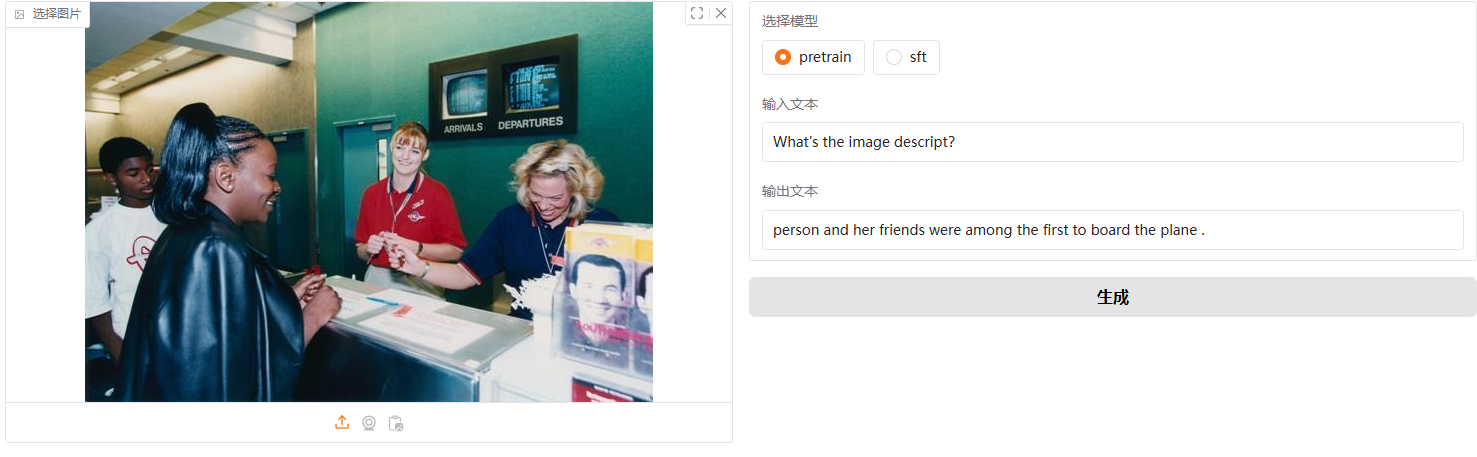 选择图片
ARRIVALS
DEPARTURES
选择模型
pretrain
sft
输入文本
What's the image descript?
输出文本
person and her friends were among the first to board the plane .
生成